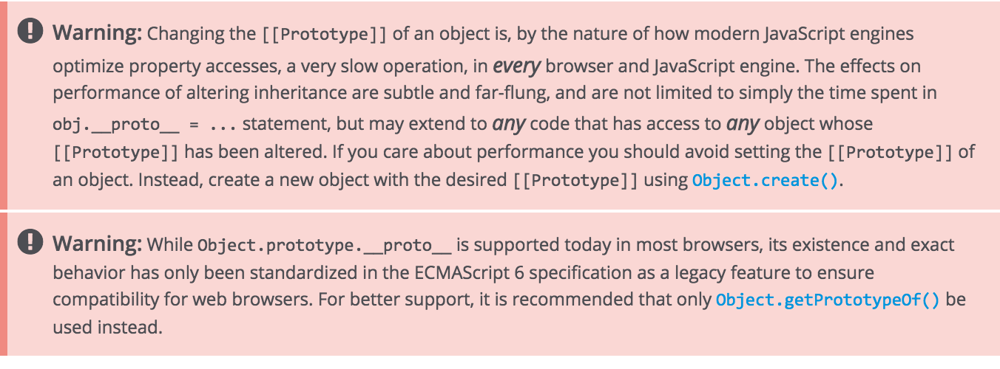 Warning: Changing the [[Prototype]] of an object is, by the nature of how modern JavaScript engines
optimize property accesses, a very slow operation, in every browser and JavaScript engine. The effects on
performance of altering inheritance are subtle and far-flung, and are not limited to simply the time spent in
obj.__proto__ = ... statement, but may extend to any code that has access to any object whose
[[Prototype]] has been altered. If you care about performance you should avoid setting the [[Prototype]] of
an object. Instead, create a new object with the desired [[Prototype]] using Object.create().
Warning: While Object.prototype.__proto__ is supported today in most browsers, its existence and exact
behavior has only been standardized in the ECMAScript 6 specification as a legacy feature to ensure
compatibility for web browsers. For better support, it is recommended that only Object.getPrototypeOf() be
used instead.